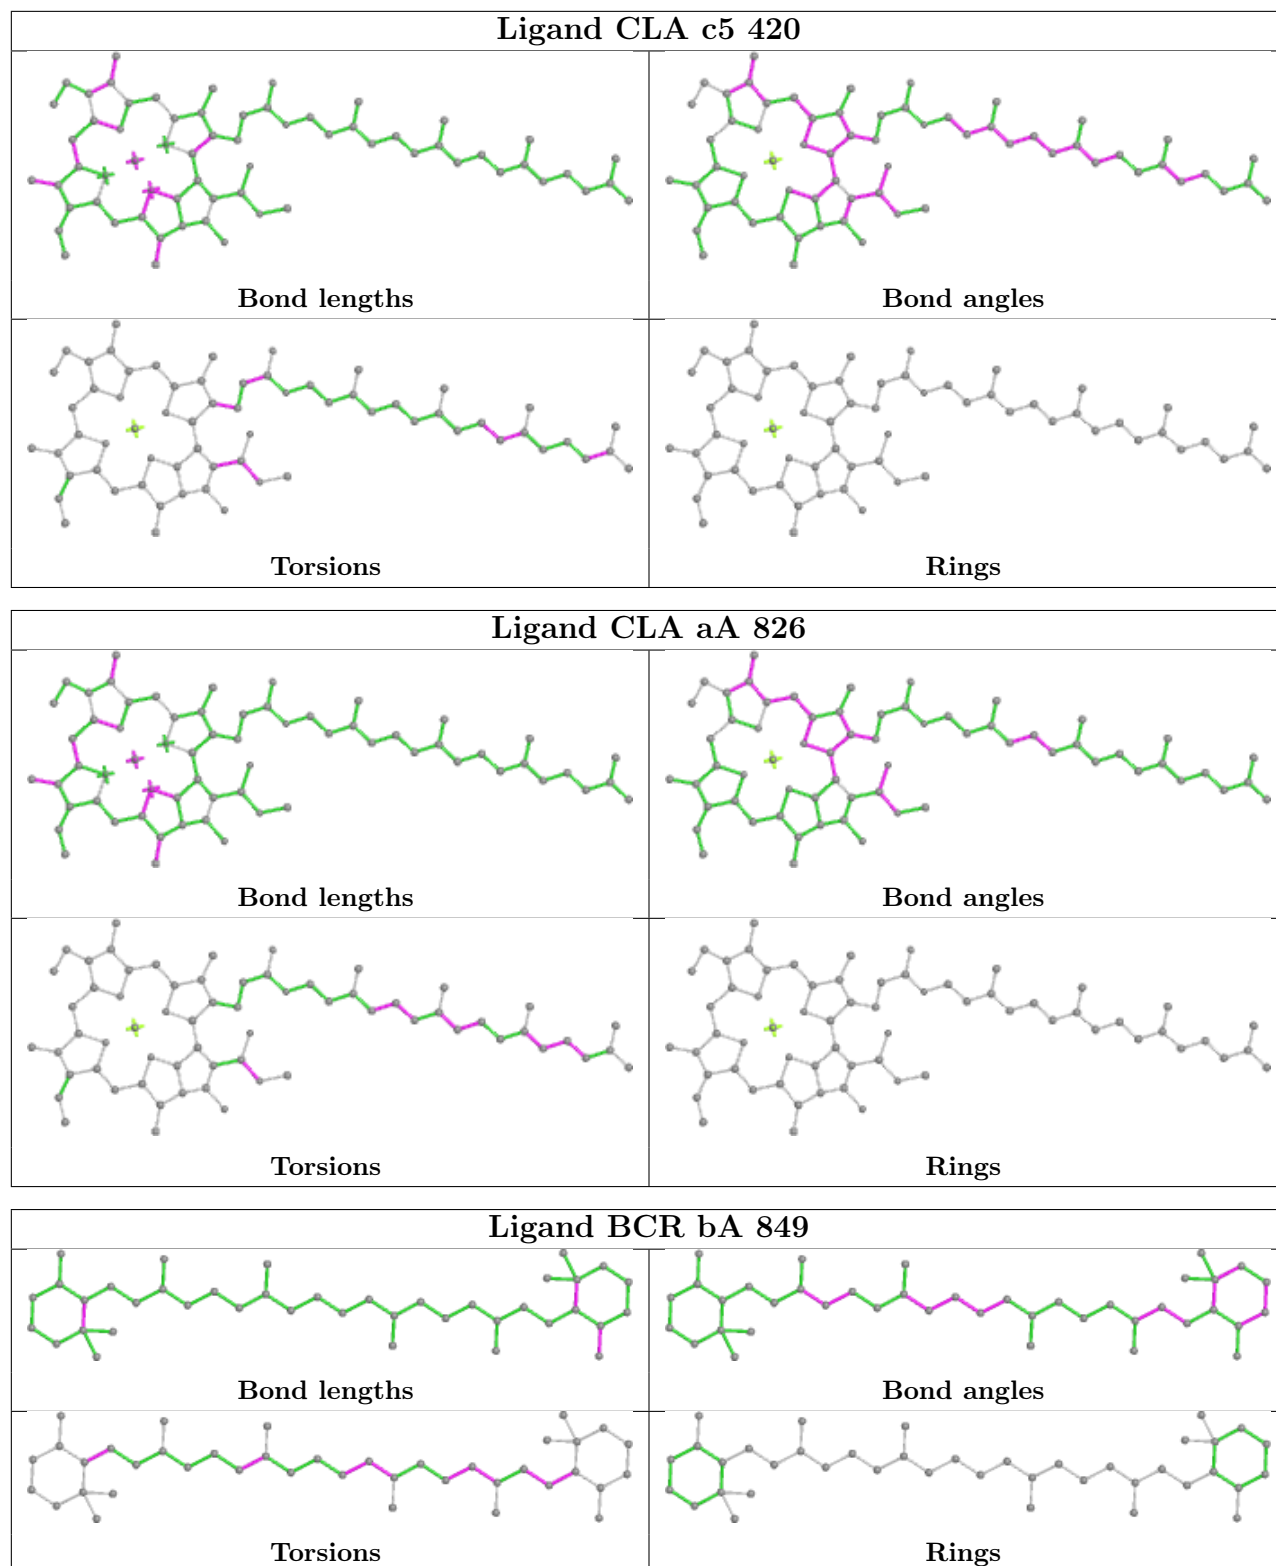 Ligand CLA c5 420
Bond lengths
Bond angles
Torsions
Rings
Ligand CLA aA 826
Bond lengths
Bond angles
Torsions
Rings
Ligand BCR bA 849
Bond lengths
Bond angles
Torsions
Rings